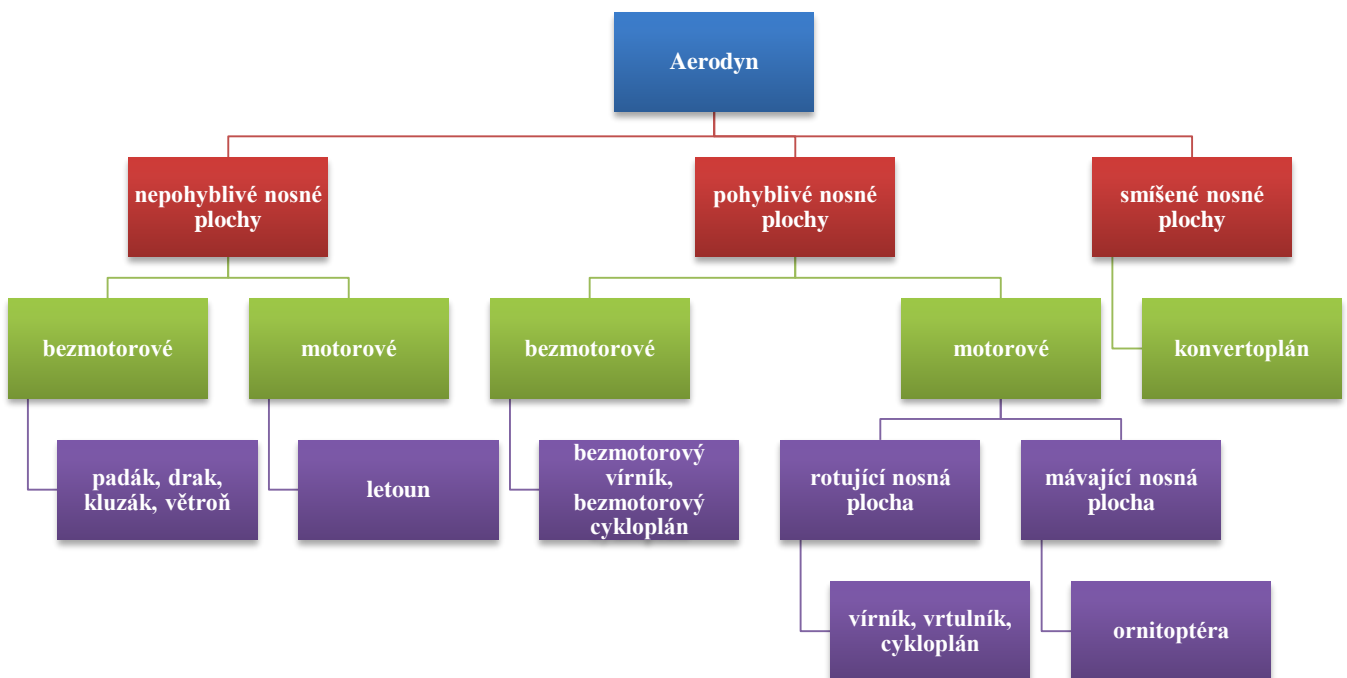 Aerodyn
nepohyblivé nosné
plochy
pohyblivé nosné
plochy
smíšené nosné
plochy
bezmotorové
motorové
bezmotorové
motorové
konvertoplán
padák, drak,
kluzák, větroň
letoun
bezmotorový
vírník,
bezmotorový
cykloplán
rotující nosná
plocha
mávající nosná
plocha
vírník, vrtulník,
cykloplán
ornitoptéra